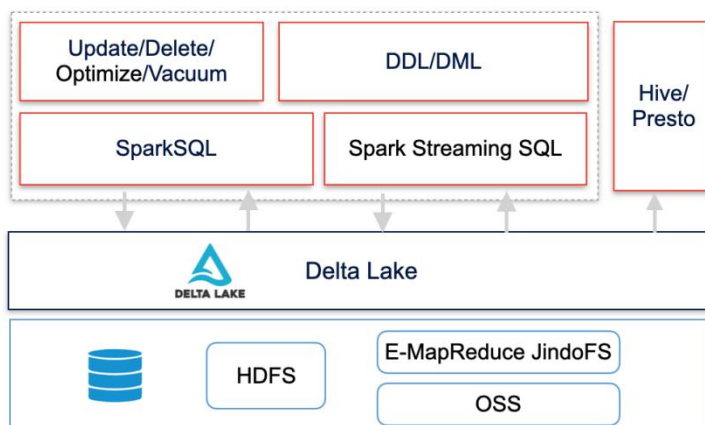 Update/Delete/
Optimize/Vacuum
DDL/DML
Hive/
Presto
SparkSQL
Spark Streaming SQL
DELTA LAKE
Delta Lake
HDFS
E-MapReduce JindoFS
OSS